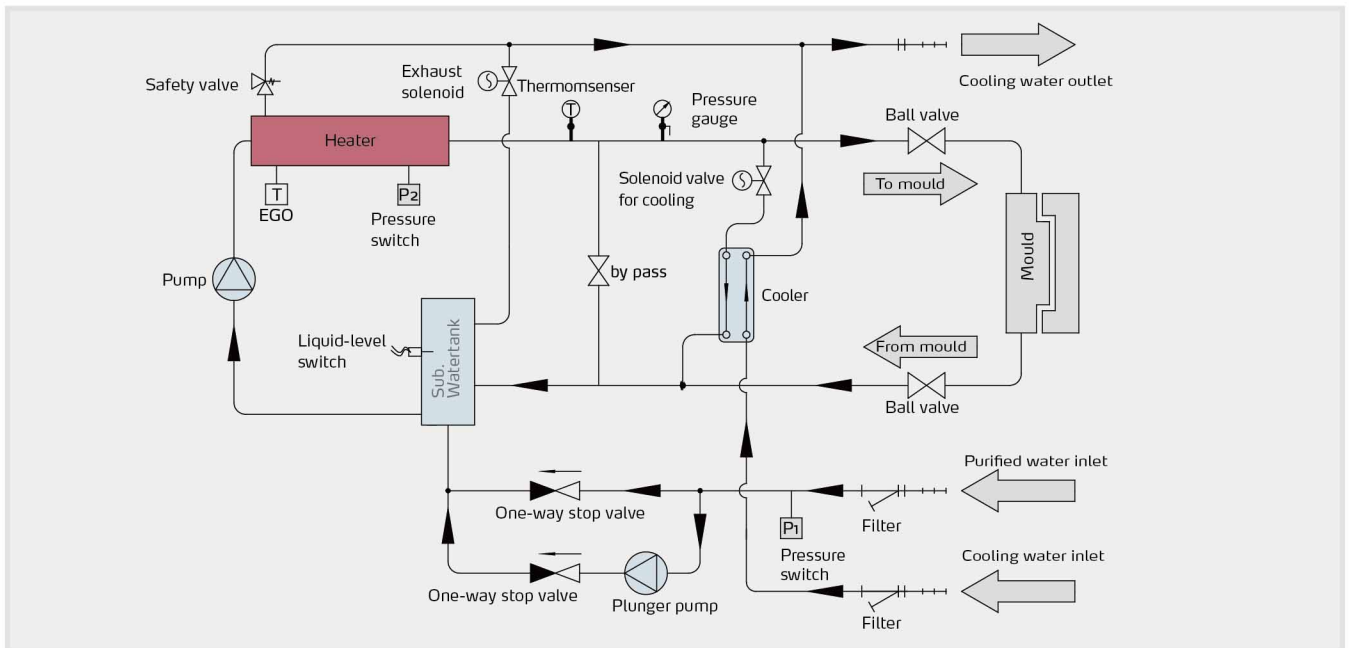 Safety valve
Exhaust
solenoid
Thermomsenser
Pressure
gauge
Cooling water outlet
Ball valve
Heater
T
To mould
Solenoid valve
for cooling
T
EGO
P2
Pressure
switch
Mould
Pump
by pass
Cooler
Liquid-level
switch
Sub.
Watertank
From mould
Ball valve
Purified water inlet
One-way stop valve
Filter
P1
Pressure
switch
Cooling water inlet
One-way stop valve
Plunger pump
Filter